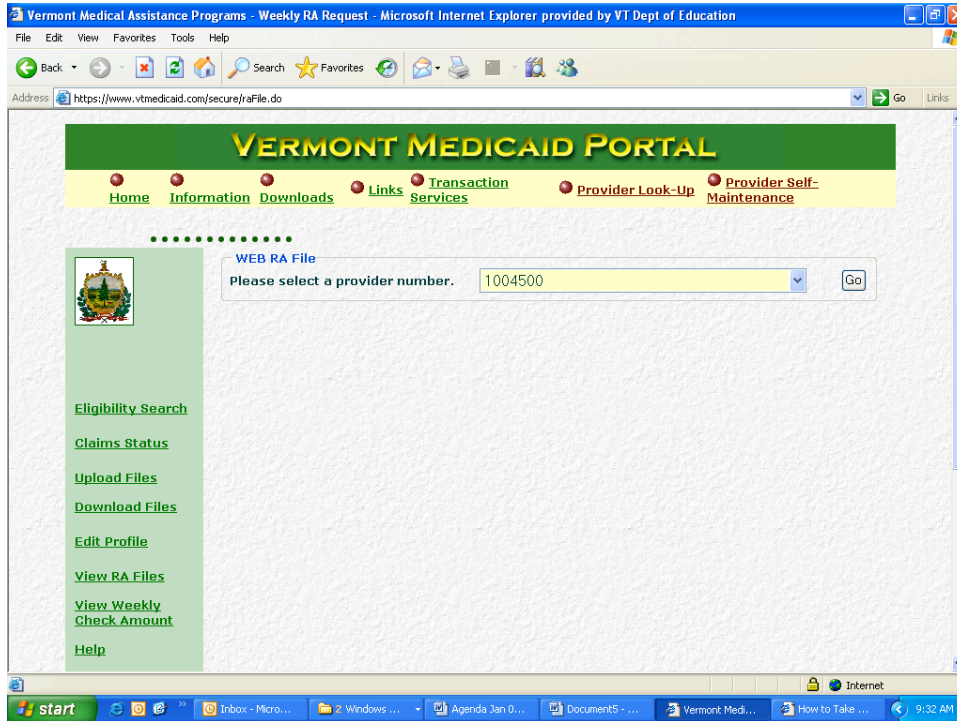 Vermont Medical Assistance Programs - Weekly RA Request - Microsoft Internet Explorer provided by VT Dept of Education
File Edit View Favorites Tools Help
Back Search Favorites
Address https://www.vtmedicaid.com/secure/raFile.do Go Links
VERMONT MEDICAID PORTAL
Home Information Downloads Links Transaction Services Provider Look-Up Provider Self-Maintenance
WEB RA File
Please select a provider number. 1004500 Go
Eligibility Search
Claims Status
Upload Files
Download Files
Edit Profile
View RA Files
View Weekly
Check Amount
Help
Internet
start Inbox - Micro... 2 Windows ... Agenda Jan 0... Document5 - ... Vermont Medi... How to Take ... 9:32 AM